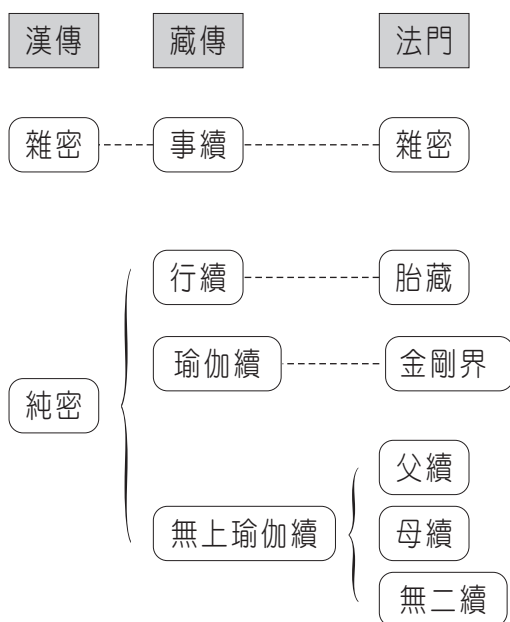 漢傳 藏傳 法門
雜密 事續 雜密
行續 胎藏
瑜伽續 金剛界
純密
父續
無上瑜伽續 母續
無二續